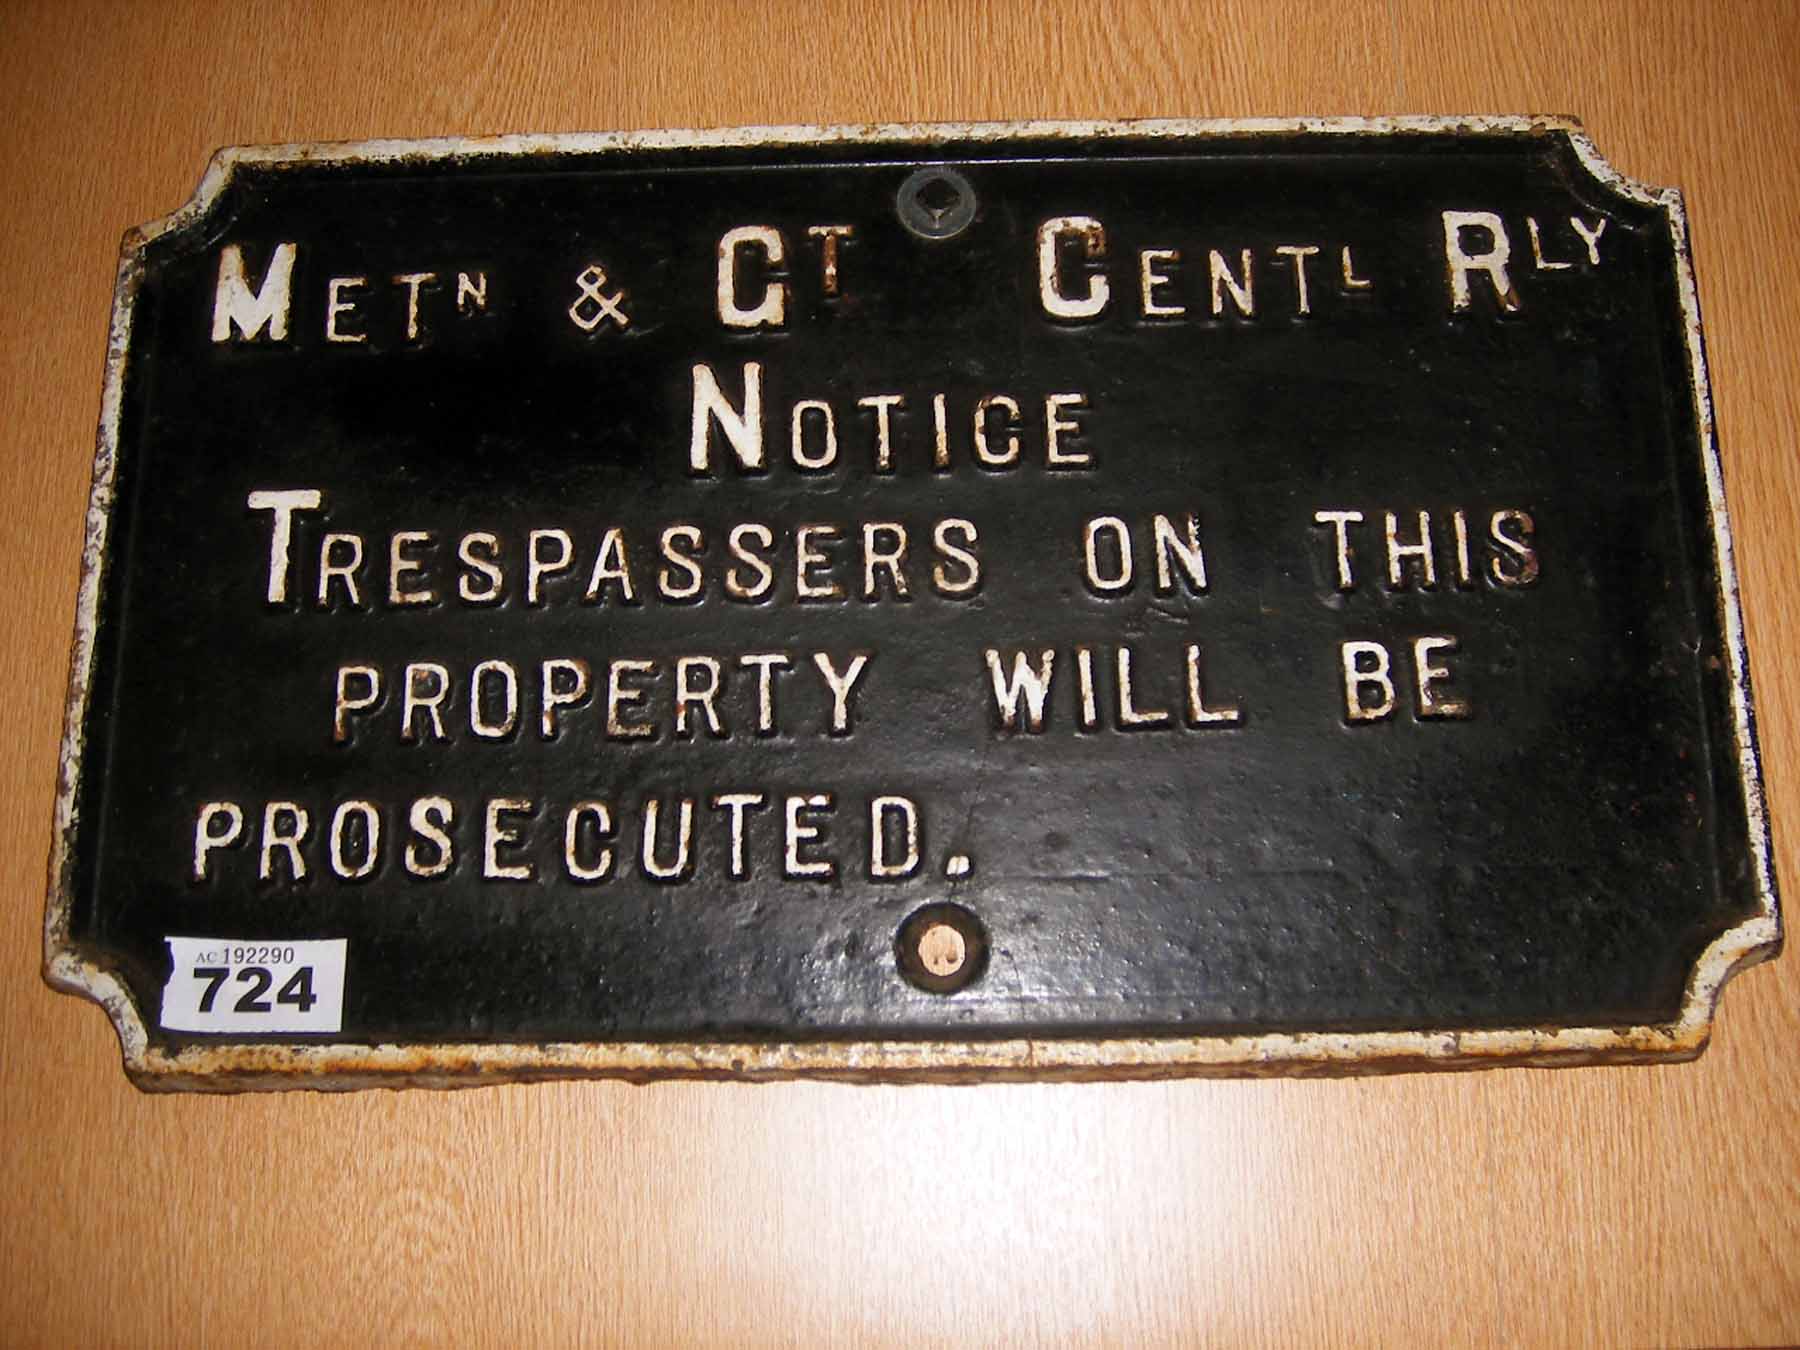 METN & GT CENTL RLY
NOTICE
TRESPASSERS ON THIS
PROPERTY WILL BE
PROSECUTED.
AC 192290
724